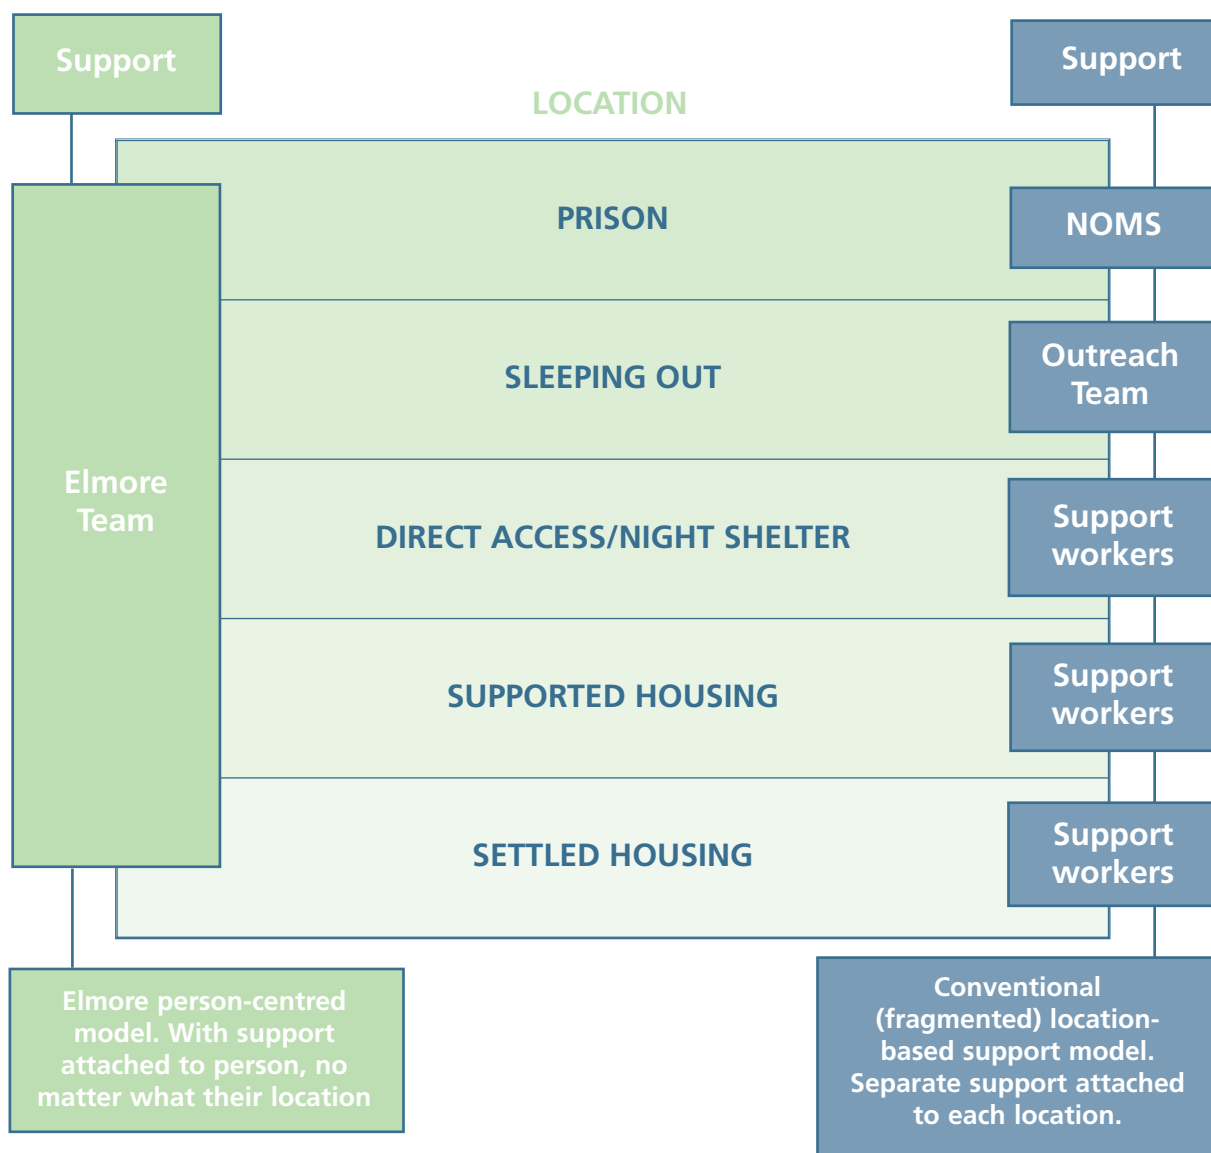 Support
Support
LOCATION
PRISON
NOMS
SLEEPING OUT
Outreach
Team
Elmore
Team
DIRECT ACCESS/NIGHT SHELTER
Support
workers
SUPPORTED HOUSING
Support
workers
SETTLED HOUSING
Support
workers
Elmore person-centred
model. With support
attached to person, no
matter what their location
Conventional
(fragmented) location-
based support model.
Separate support attached
to each location.